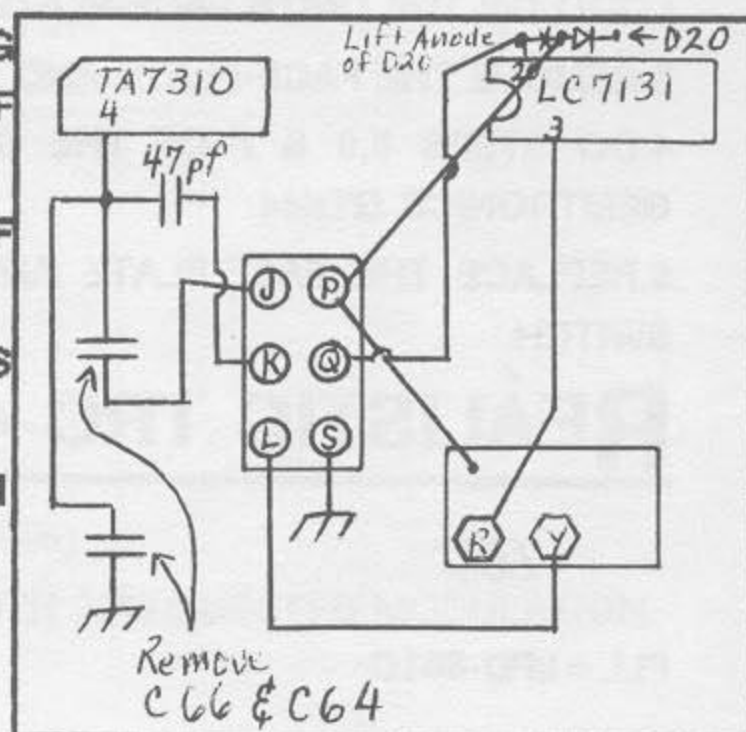 Lift Anode
of D20
D20
TA7310
4
20
LC7131
3
47pf
J
P
K
Q
L
S
R
Y
Remove
C66 & C64